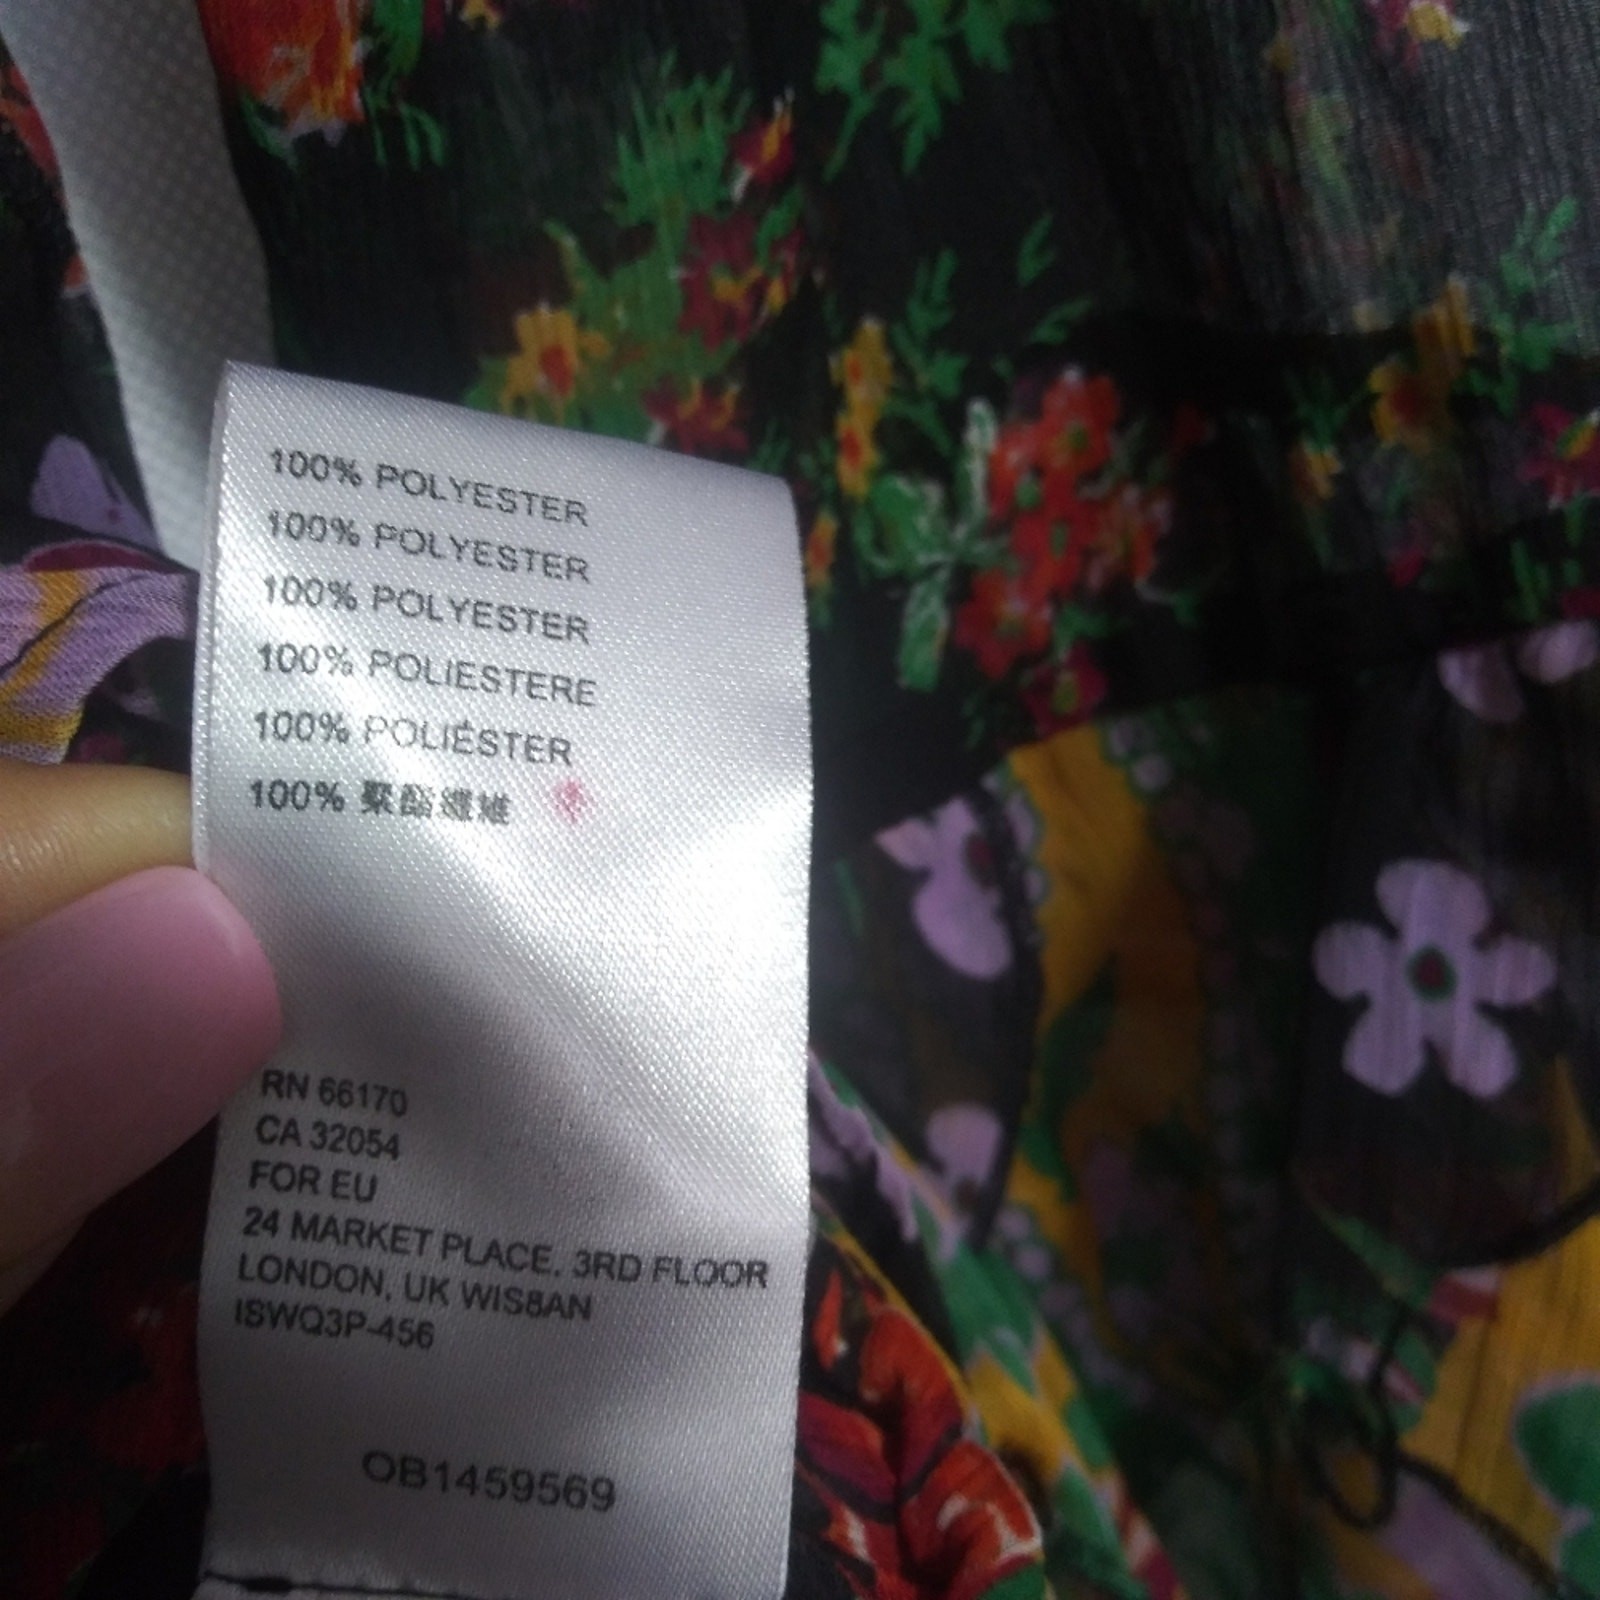 100% POLYESTER
100% POLYESTER
100% POLYESTER
100% POLIESTERE
100% POLIÉSTER
100% 聚酯纖維
RN 66170
CA 32054
FOR EU
24 MARKET PLACE, 3RD FLOOR
LONDON, UK WIS8AN
ISWQ3P-456
OB1459569